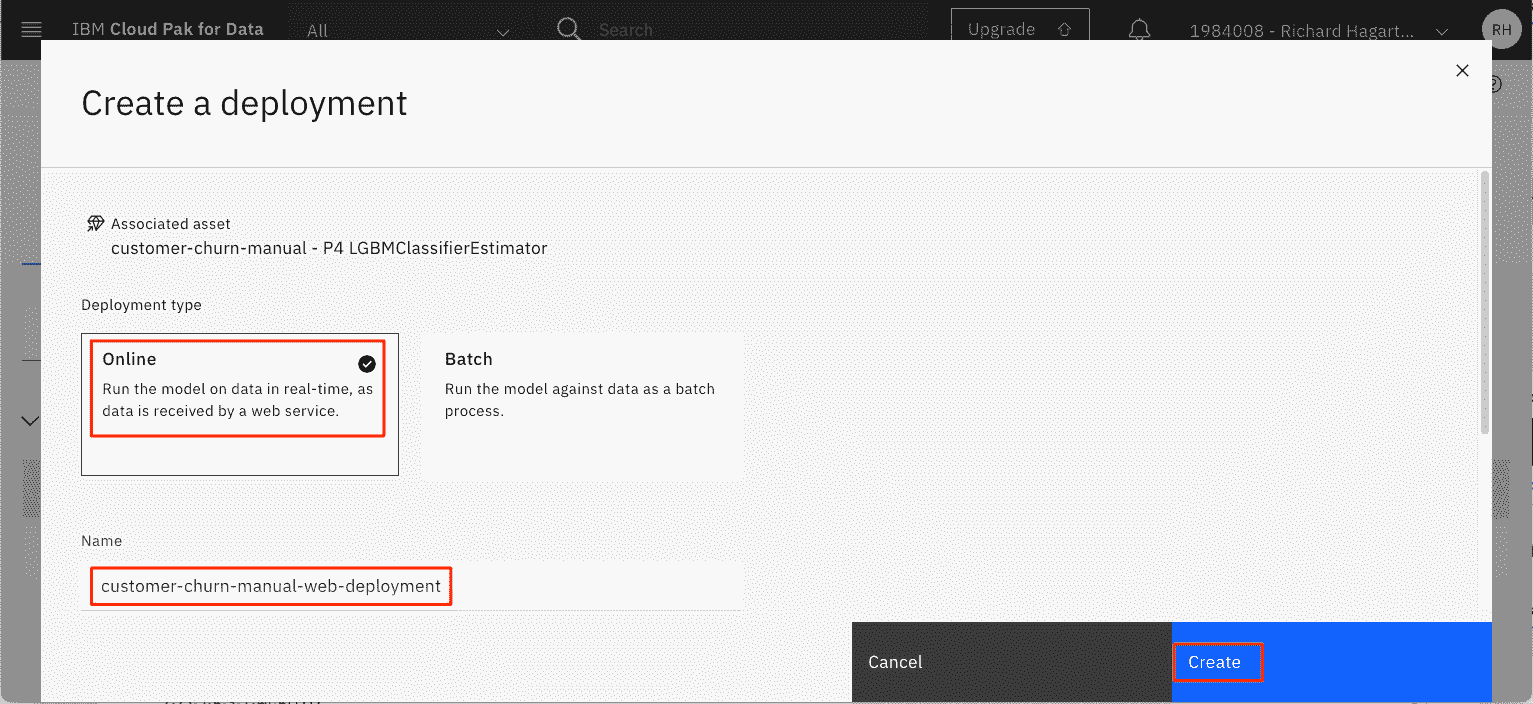 IBM Cloud Pak for Data All Search Upgrade 1984008 - Richard Hagart... RH
Create a deployment
Associated asset
customer-churn-manual - P4 LGBMClassifierEstimator
Deployment type
Online
Run the model on data in real-time, as
data is received by a web service.
Batch
Run the model against data as a batch
process.
Name
customer-churn-manual-web-deployment
Cancel
Create